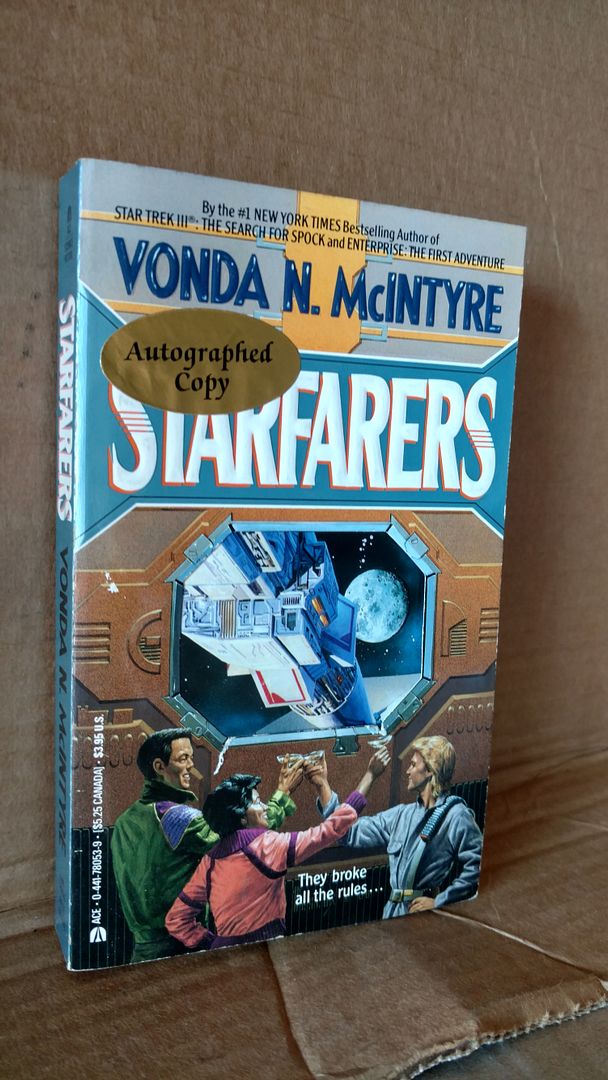 By the #1 NEW YORK TIMES Bestselling Author of
STAR TREK III®: THE SEARCH FOR SPOCK and ENTERPRISE: THE FIRST ADVENTURE
VONDA N. McINTYRE
Autographed
Copy
STARFARERS
They broke
all the rules...
STARFARERS VONDA N. McINTYRE
ACE • 0-441-78053-9 • [$5.25 CANADA] • $3.95 U.S.